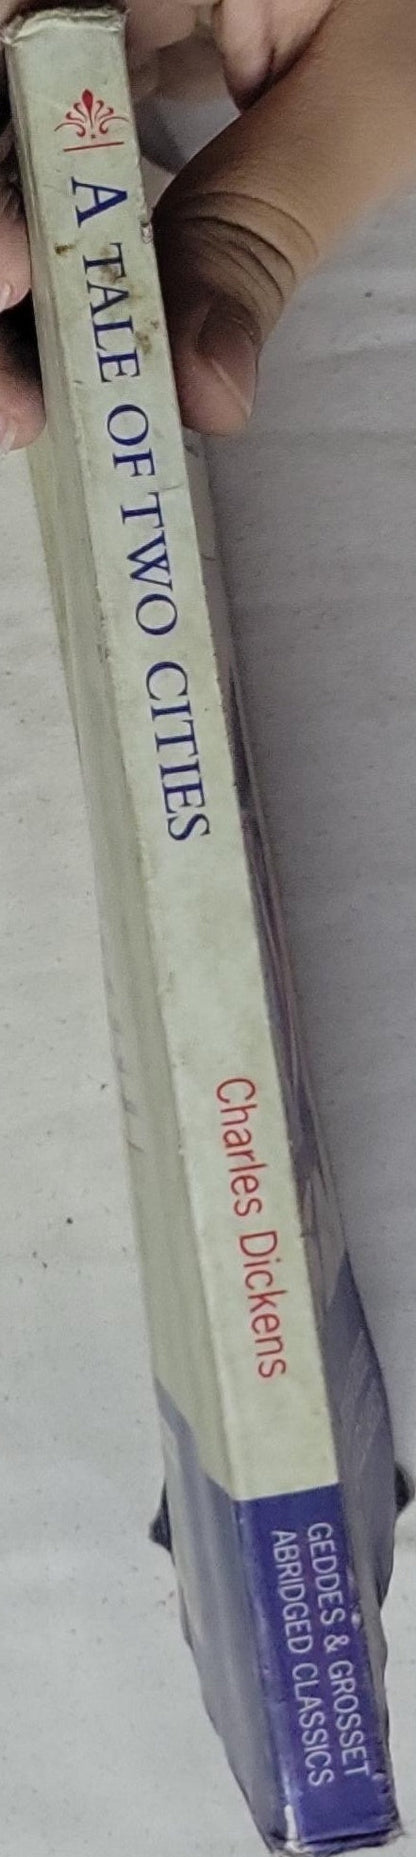 A TALE OF TWO CITIES
Charles Dickens
GEDDES & GROSSET
ABRIDGED CLASSICS